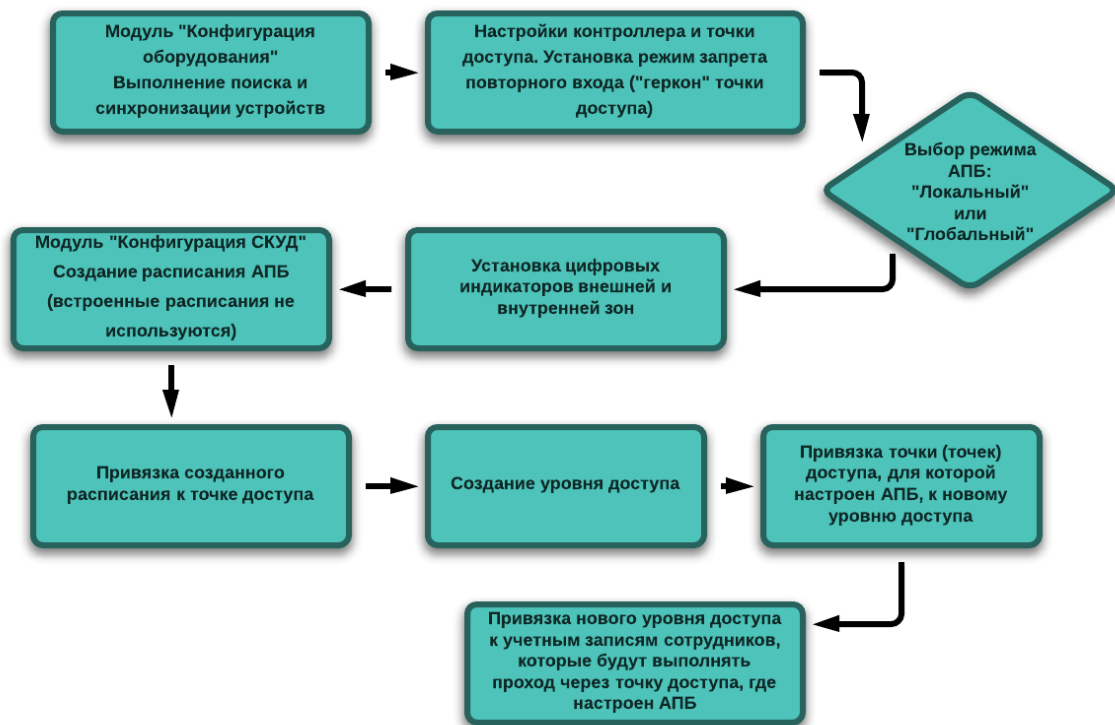 Модуль "Конфигурация
оборудования"
Выполнение поиска и
синхронизации устройств
Настройки контроллера и точки
доступа. Установка режим запрета
повторного входа ("геркон" точки
доступа)
Выбор режима
АПБ:
"Локальный"
или
"Глобальный"
Установка цифровых
индикаторов внешней и
внутренней зон
Модуль "Конфигурация СКУД"
Создание расписания АПБ
(встроенные расписания не
используются)
Привязка созданного
расписания к точке доступа
Создание уровня доступа
Привязка точки (точек)
доступа, для которой
настроен АПБ, к новому
уровню доступа
Привязка нового уровня доступа
к учетным записям сотрудников,
которые будут выполнять
проход через точку доступа, где
настроен АПБ